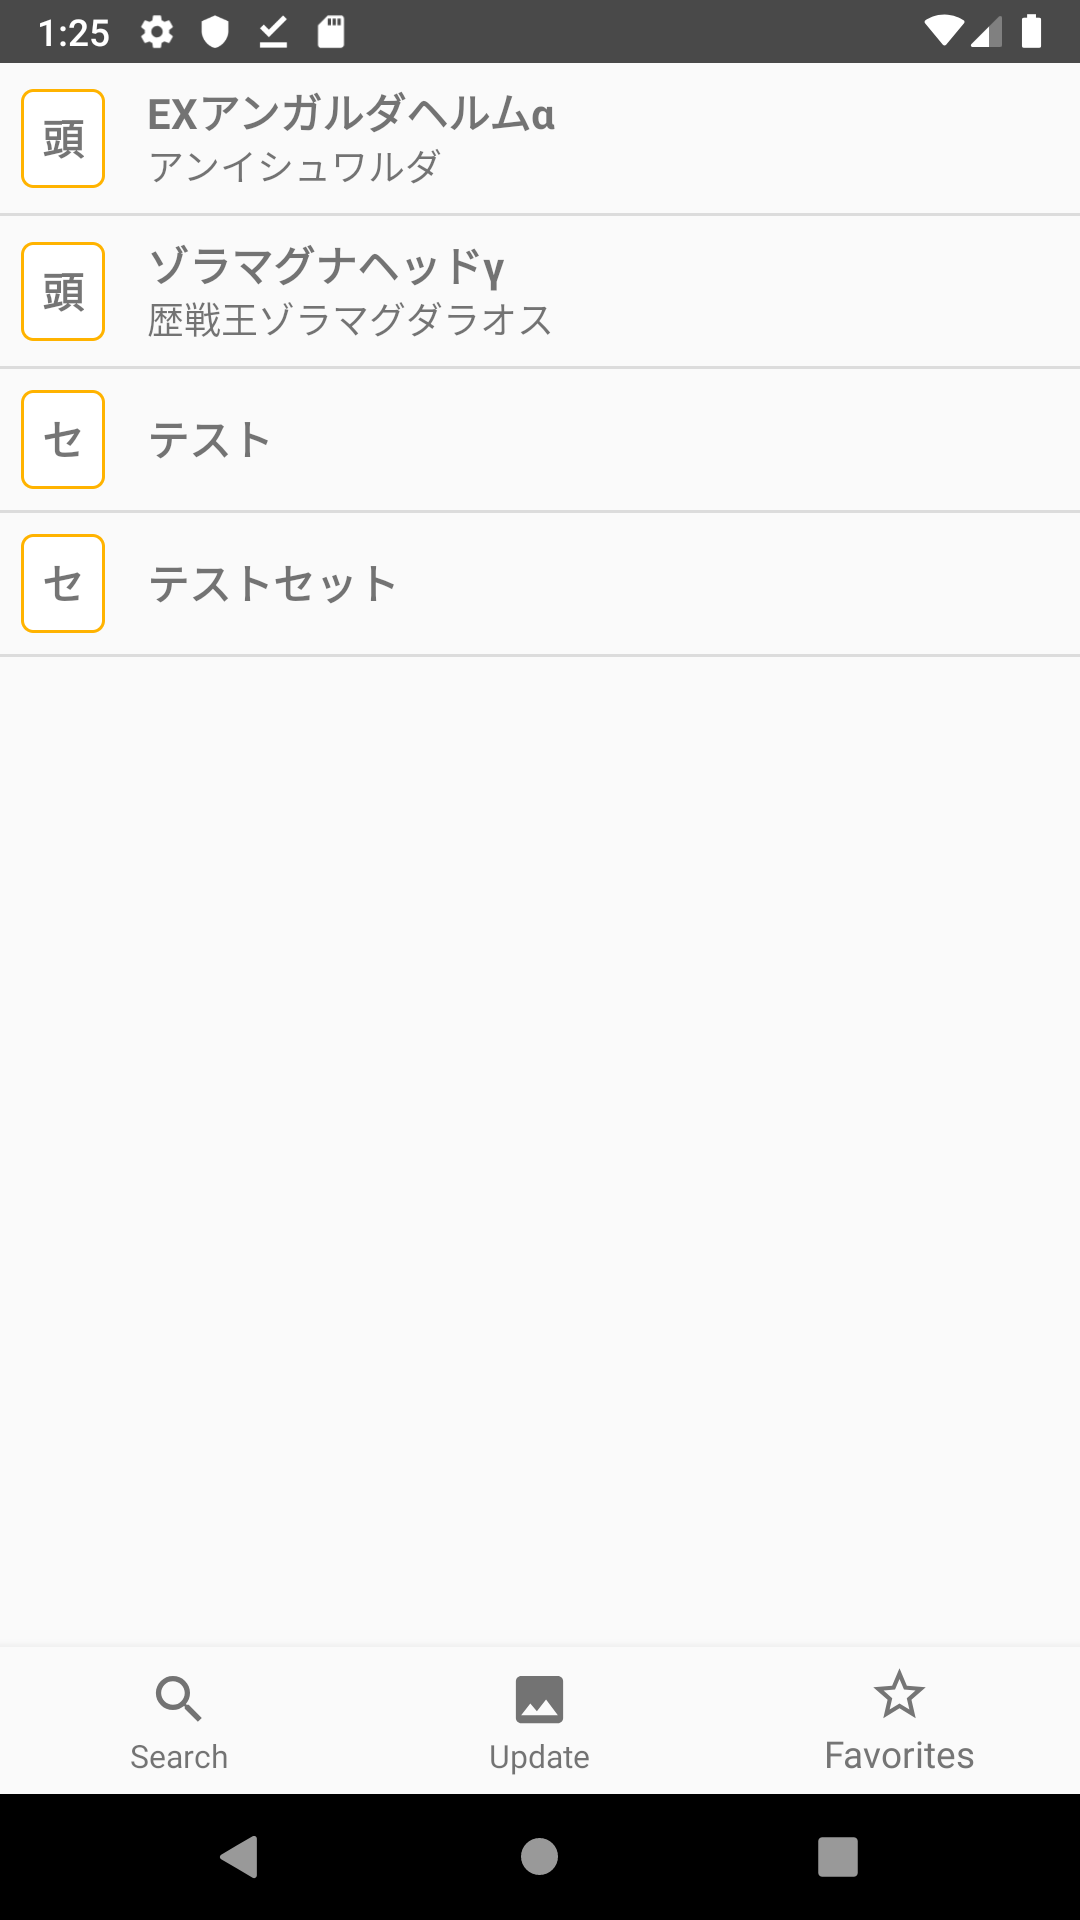 1:25
頭
EXアンガルダヘルムα
アンイシュワルダ
頭
ゾラマグナヘッドγ
歴戦王ゾラマグダラオス
セ
テスト
セ
テストセット
Search
Update
Favorites